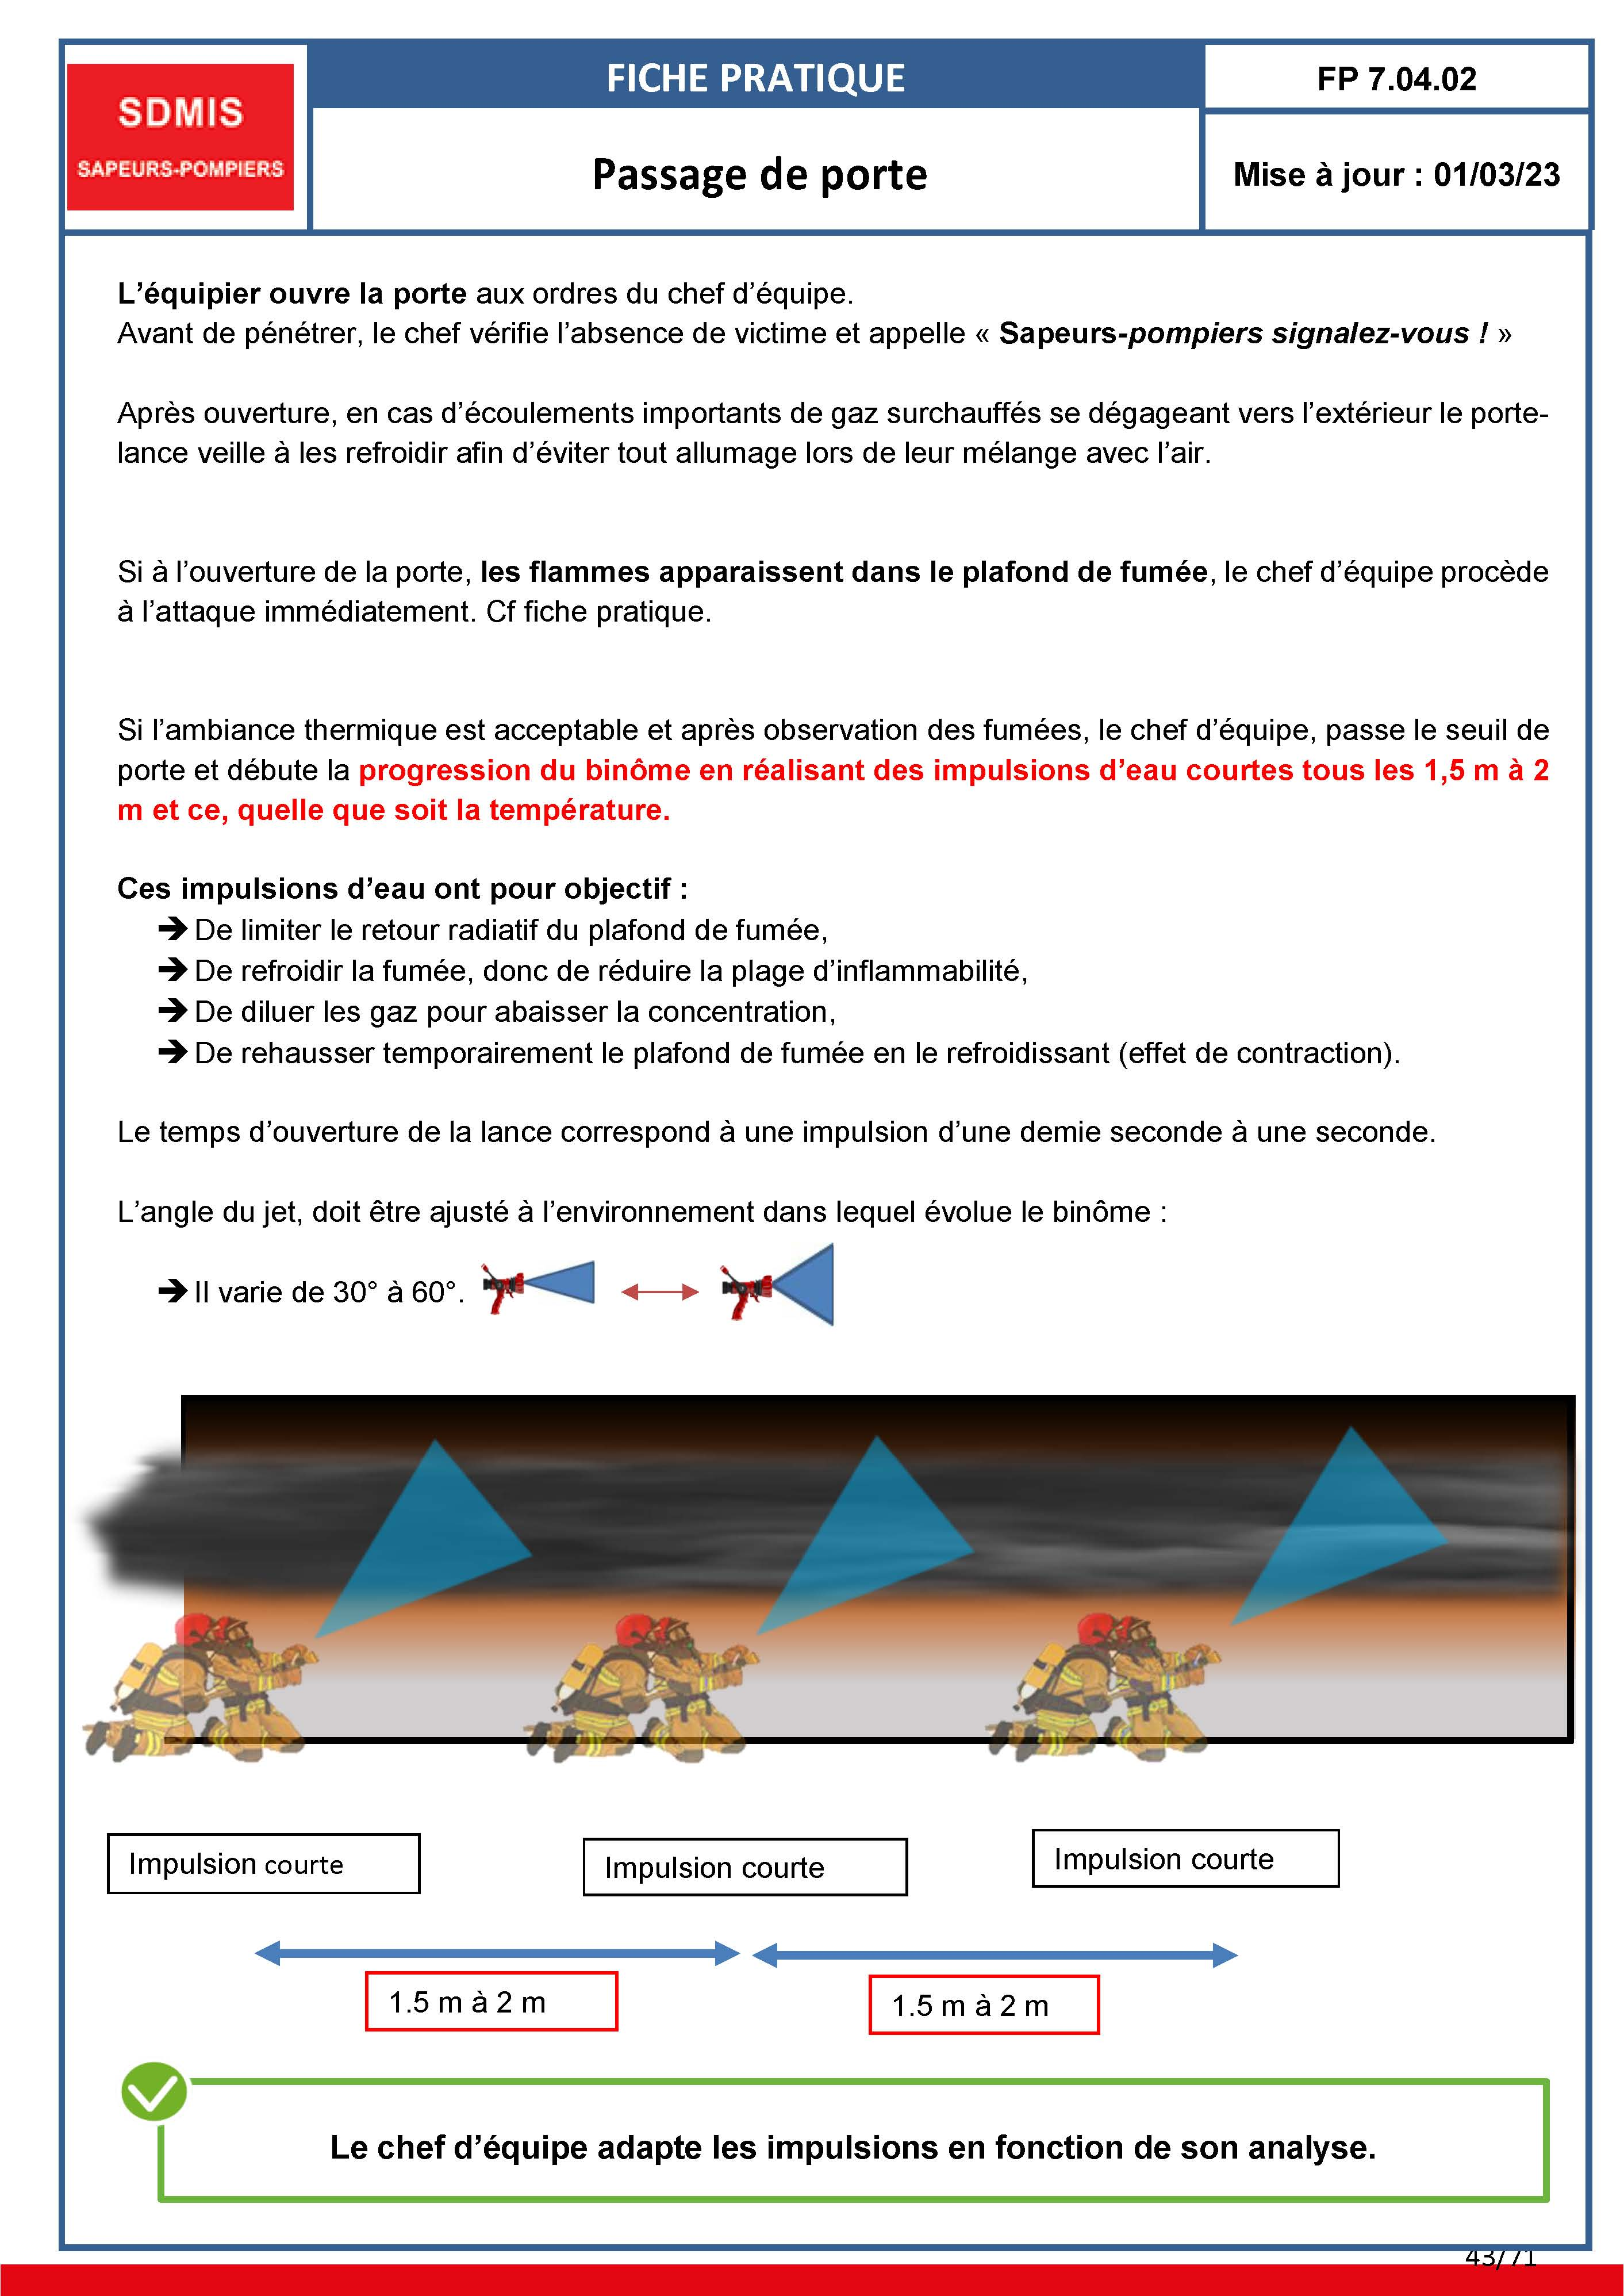 SDMIS
SAPEURS-POMPIERS
FICHE PRATIQUE
FP 7.04.02
Passage de porte
Mise à jour : 01/03/23
L’équipier ouvre la porte aux ordres du chef d’équipe.
Avant de pénétrer, le chef vérifie l’absence de victime et appelle « Sapeurs-pompiers signalez-vous ! »
Après ouverture, en cas d’écoulements importants de gaz surchauffés se dégageant vers l’extérieur le porte-
lance veille à les refroidir afin d’éviter tout allumage lors de leur mélange avec l’air.
Si à l’ouverture de la porte, les flammes apparaissent dans le plafond de fumée, le chef d’équipe procède
à l’attaque immédiatement. Cf fiche pratique.
Si l’ambiance thermique est acceptable et après observation des fumées, le chef d’équipe, passe le seuil de
porte et débute la progression du binôme en réalisant des impulsions d’eau courtes tous les 1,5 m à 2
m et ce, quelle que soit la température.
Ces impulsions d’eau ont pour objectif :
➔ De limiter le retour radiatif du plafond de fumée,
➔ De refroidir la fumée, donc de réduire la plage d’inflammabilité,
➔ De diluer les gaz pour abaisser la concentration,
➔ De rehausser temporairement le plafond de fumée en le refroidissant (effet de contraction).
Le temps d’ouverture de la lance correspond à une impulsion d’une demie seconde à une seconde.
L’angle du jet, doit être ajusté à l’environnement dans lequel évolue le binôme :
➔ Il varie de 30° à 60°.
Impulsion courte
Impulsion courte
Impulsion courte
1.5 m à 2 m
1.5 m à 2 m
Le chef d’équipe adapte les impulsions en fonction de son analyse.
43/71